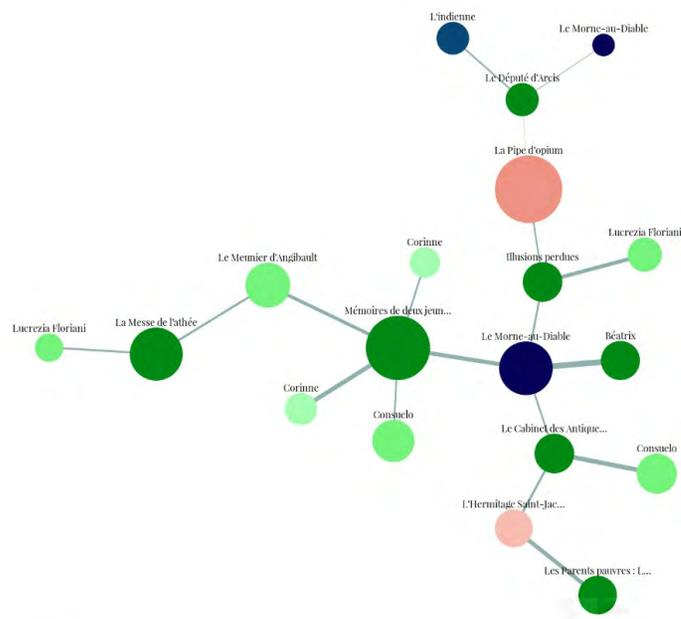 L'indienne
Le Morne-au-Diable
Le Député d'Arcis
La Pipe d'opium
Lucrezia Floriani
Corinne
Illusions perdues
Le Meunier d'Angibault
Mémoires de deux jeun...
La Messe de l'athée
Lucrezia Floriani
Le Morne-au-Diable
Béatrix
Corinne
Consuelo
Le Cabinet des Antique...
Consuelo
L'Hermitage Saint-Jac...
Les Parents pauvres : L...